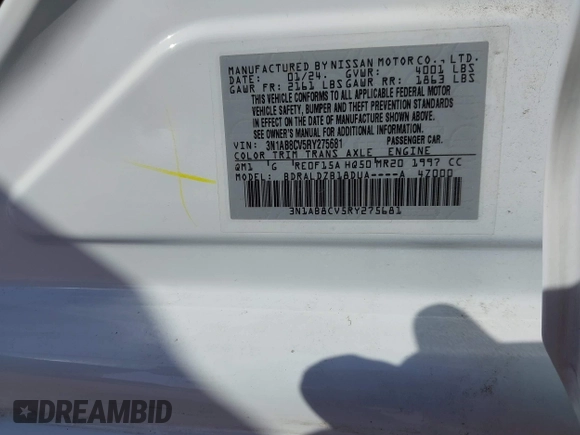 MANUFACTURED BY NISSAN MOTOR CO., LTD.
DATE: 01/24. GVWR: 4001 LBS
GAWR FR: 2161 LBS GAWR RR: 1863 LBS
THIS VEHICLE CONFORMS TO ALL APPLICABLE FEDERAL MOTOR
VEHICLE SAFETY, BUMPER AND THEFT PREVENTION STANDARDS
IN EFFECT ON THE DATE OF MANUFACTURE SHOWN ABOVE.
SEE OWNER'S MANUAL FOR ADDITIONAL INFORMATION.
VIN: 3N1AB8CV5RY275681 PASSENGER CAR.
COLOR TRIM TRANS AXLE ENGINE
QM1 G RE0F15A HQ50 MR20 1997 CC
MODEL: BDRALDZB18DUA----A 4Z000
3N1AB8CV5RY275681
DREAMBID